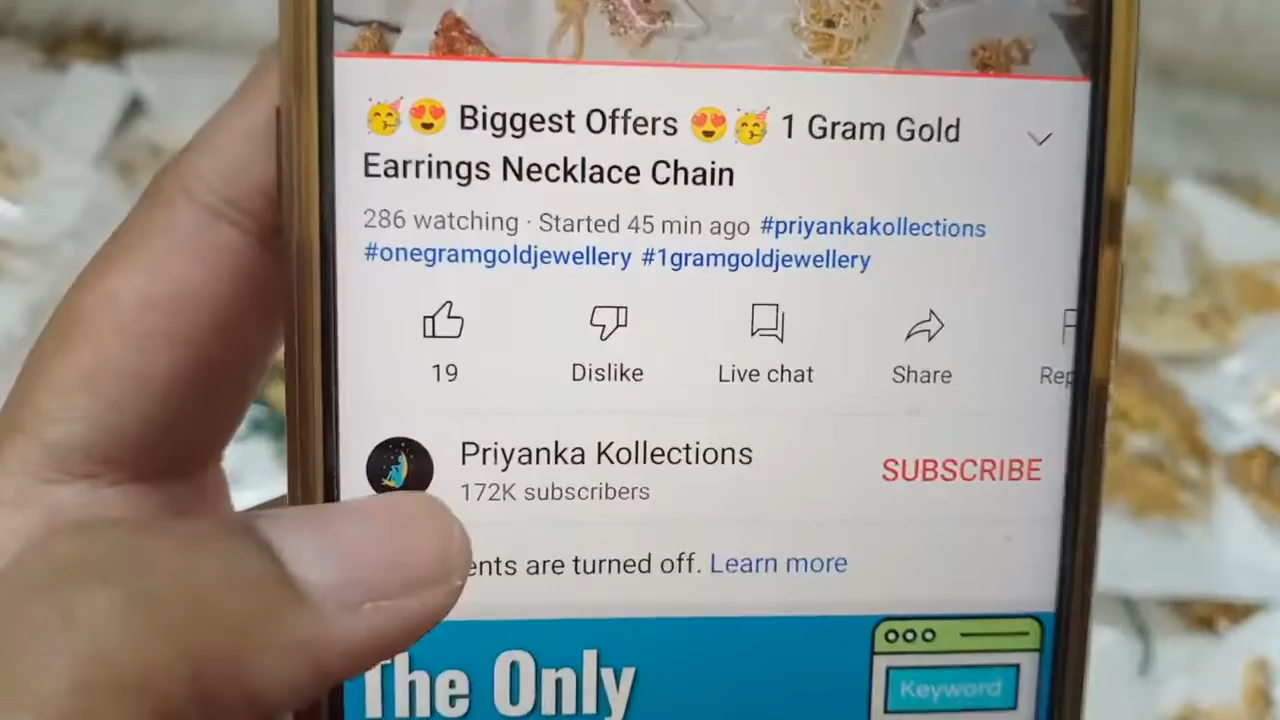 🥳😍 Biggest Offers 😍🥳 1 Gram Gold
Earrings Necklace Chain
286 watching · Started 45 min ago #priyankakollections
#onegramgoldjewellery #1gramgoldjewellery
19 Dislike Live chat Share
Priyanka Kollections
172K subscribers
SUBSCRIBE
are turned off. Learn more
The Only
Keyword